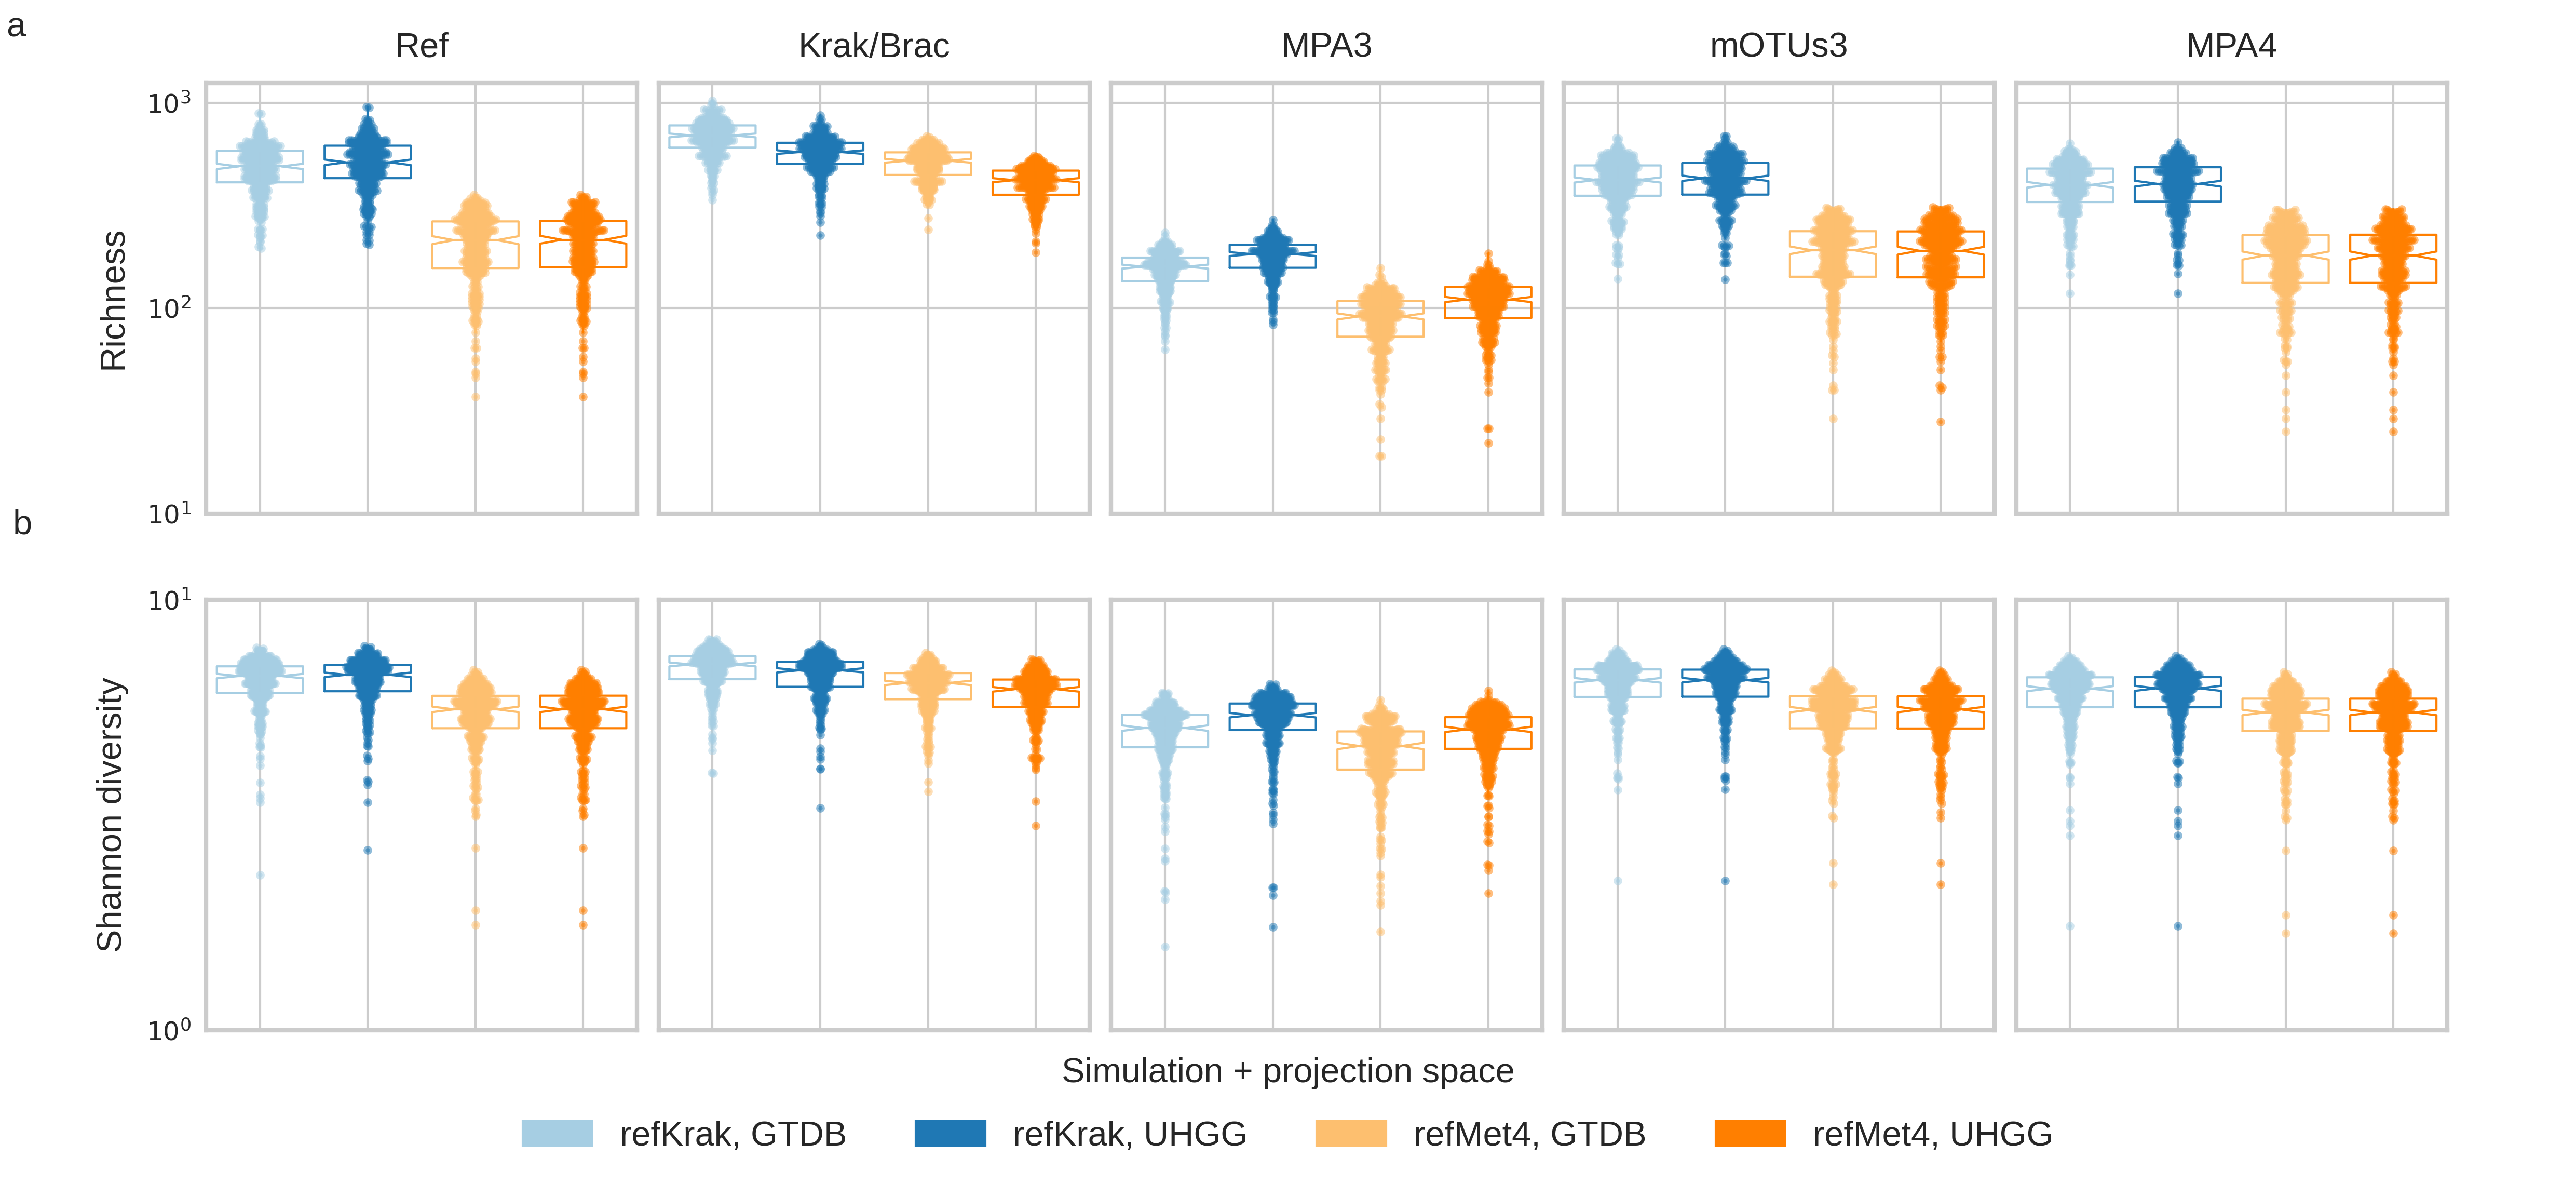 a
Ref Krak/Brac MPA3 mOTUs3 MPA4
10³
10²
10¹
Richness
b
10¹
10⁰
Shannon diversity
Simulation + projection space
refKrak, GTDB refKrak, UHGG refMet4, GTDB refMet4, UHGG